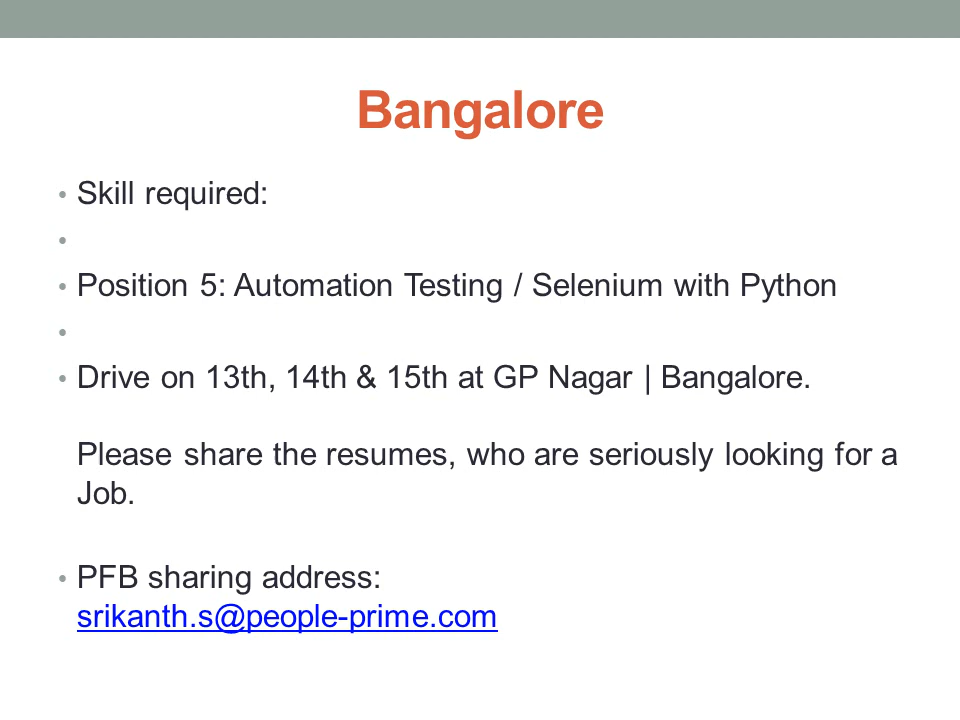 Bangalore
• Skill required:
•
• Position 5: Automation Testing / Selenium with Python
•
• Drive on 13th, 14th & 15th at GP Nagar | Bangalore.
Please share the resumes, who are seriously looking for a
Job.
• PFB sharing address:
srikanth.s@people-prime.com